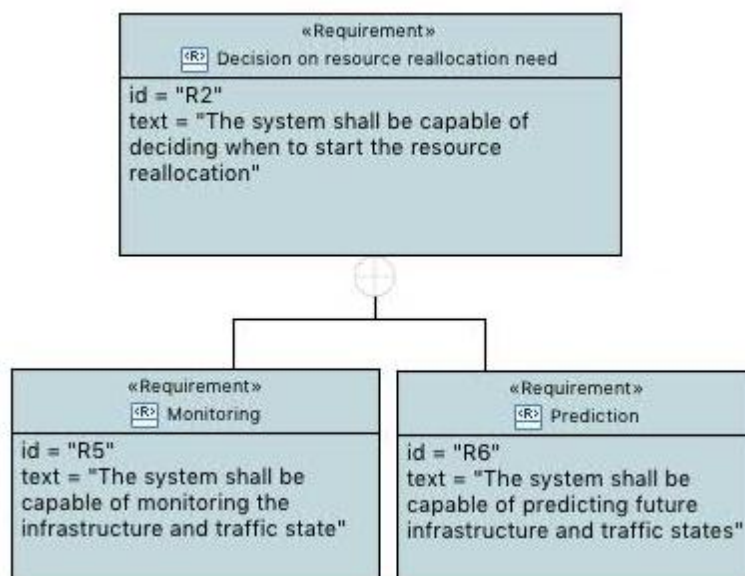 «Requirement»
<R> Decision on resource reallocation need
id = "R2"
text = "The system shall be capable of
deciding when to start the resource
reallocation"
«Requirement»
<R> Monitoring
id = "R5"
text = "The system shall be
capable of monitoring the
infrastructure and traffic state"
«Requirement»
<R> Prediction
id = "R6"
text = "The system shall be
capable of predicting future
infrastructure and traffic states"